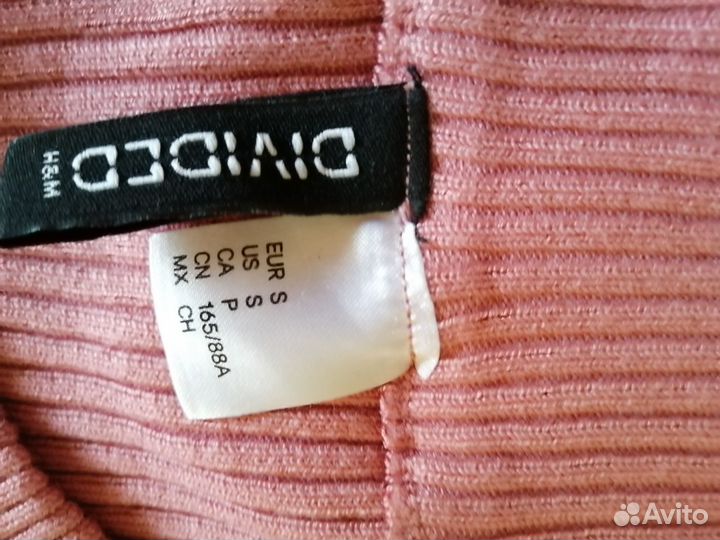 DIVIDED
H&M
EUR S
US S
CA P
CN 165/88A
MX CH
Avito